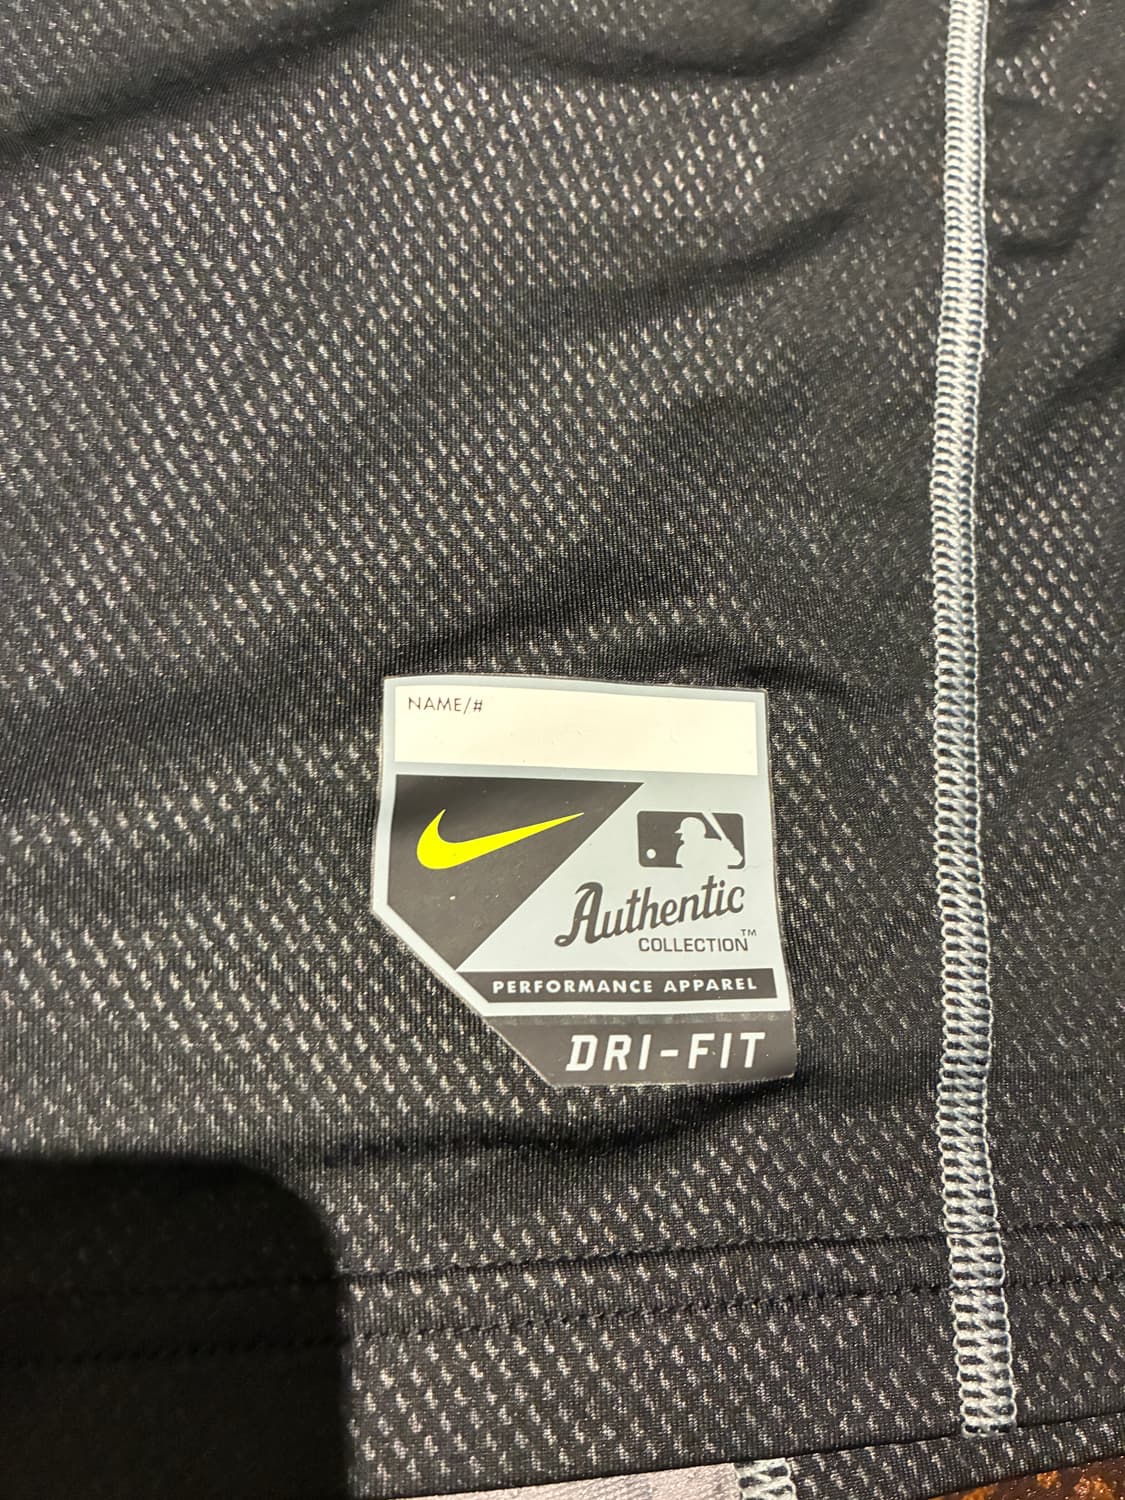 NAME/#
Authentic
COLLECTION™
PERFORMANCE APPAREL
DRI-FIT